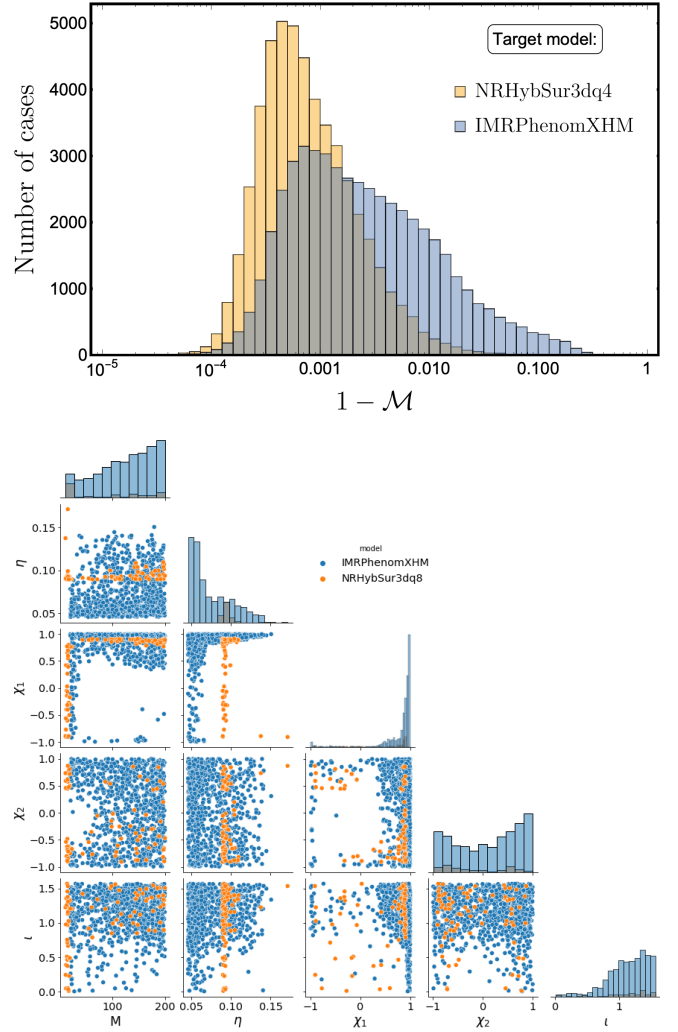 Target model:
NRHybSur3dq4
IMRPhenomXHM
Number of cases
5000
4000
3000
2000
1000
0
10⁻⁵
10⁻⁴
0.001
0.010
0.100
1
1 − ℳ
model
IMRPhenomXHM
NRHybSur3dq8
η
0.15
0.10
0.05
χ₁
1.0
0.5
0.0
−0.5
−1.0
χ₂
1.0
0.5
0.0
−0.5
−1.0
ι
1.5
1.0
0.5
0.0
100 200
M
0.05 0.10 0.15
η
−1 0 1
χ₁
−1 0 1
χ₂
0 1
ι